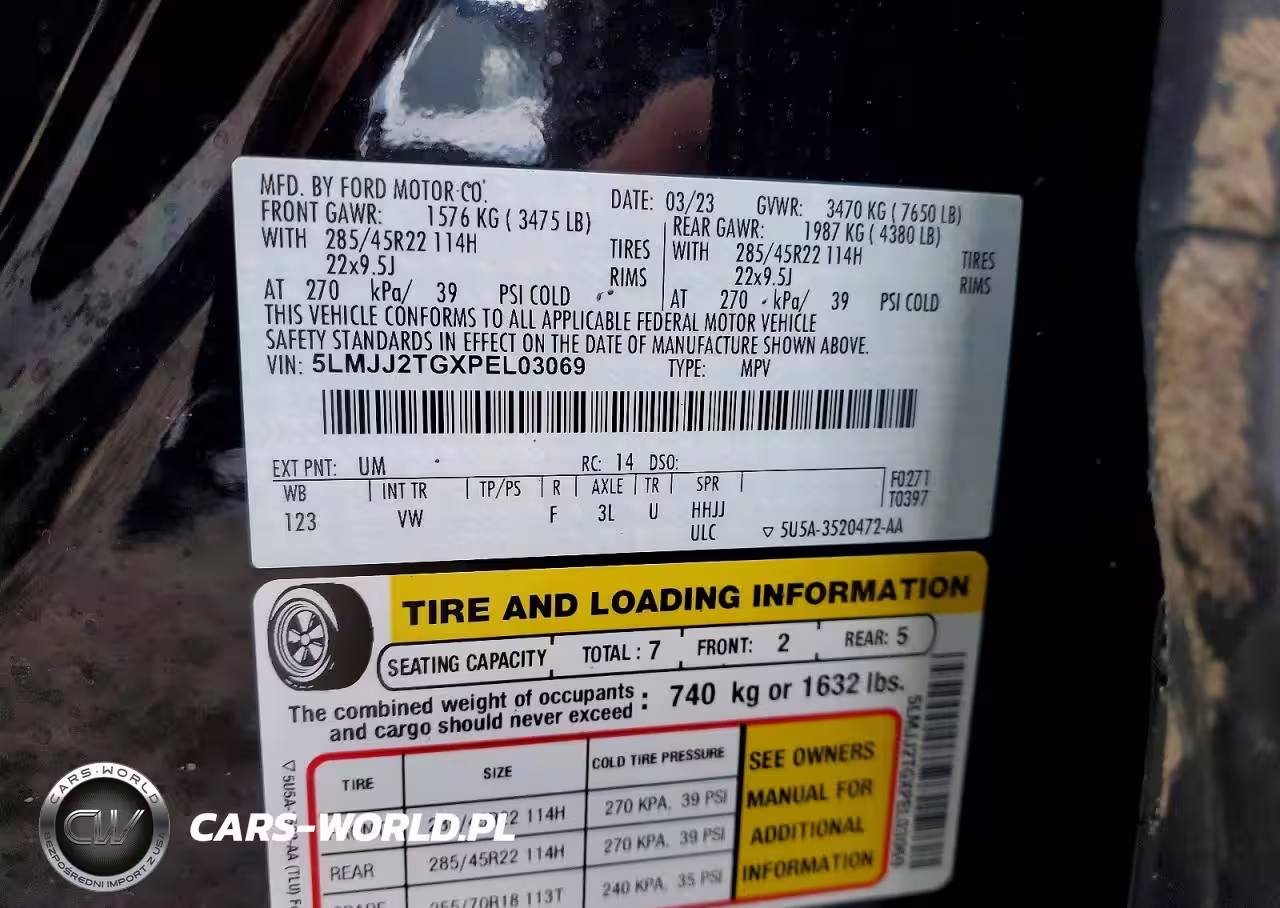 MFD. BY FORD MOTOR CO. DATE: 03/23 GVWR: 3470 KG ( 7650 LB)
FRONT GAWR: 1576 KG ( 3475 LB) REAR GAWR: 1987 KG ( 4380 LB)
WITH 285/45R22 114H TIRES WITH 285/45R22 114H TIRES
22x9.5J RIMS 22x9.5J RIMS
AT 270 kPa/ 39 PSI COLD AT 270 kPa/ 39 PSI COLD
THIS VEHICLE CONFORMS TO ALL APPLICABLE FEDERAL MOTOR VEHICLE
SAFETY STANDARDS IN EFFECT ON THE DATE OF MANUFACTURE SHOWN ABOVE.
VIN: 5LMJJ2TGXPEL03069 TYPE: MPV
EXT PNT: UM RC: 14 DSO:
WB INT TR TP/PS R AXLE TR SPR F0271
T0397
123 VW F 3L U HHJJ
ULC ▽ 5U5A-3520472-AA
TIRE AND LOADING INFORMATION
SEATING CAPACITY TOTAL : 7 FRONT: 2 REAR: 5
The combined weight of occupants
and cargo should never exceed : 740 kg or 1632 lbs.
TIRE SIZE COLD TIRE PRESSURE
114H 270 KPA, 39 PSI
REAR 285/45R22 114H 270 KPA, 39 PSI
113T 240 KPA, 35 PSI
SEE OWNERS
MANUAL FOR
ADDITIONAL
INFORMATION
5LMJJ2TGXPEL03069
CARS-WORLD
CW
BEZPOŚREDNI IMPORT Z USA
CARS-WORLD.PL